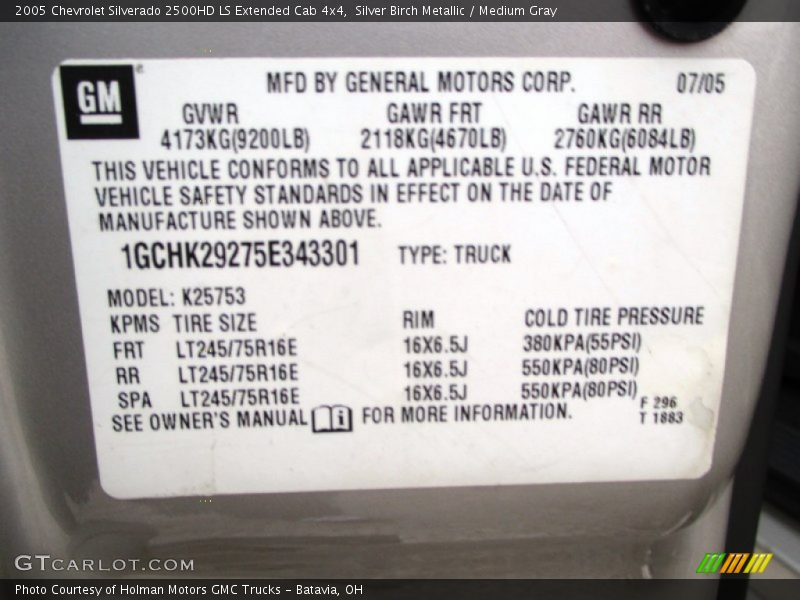 2005 Chevrolet Silverado 2500HD LS Extended Cab 4x4, Silver Birch Metallic / Medium Gray
GM
MFD BY GENERAL MOTORS CORP. 07/05
GVWR GAWR FRT GAWR RR
4173KG(9200LB) 2118KG(4670LB) 2760KG(6084LB)
THIS VEHICLE CONFORMS TO ALL APPLICABLE U.S. FEDERAL MOTOR
VEHICLE SAFETY STANDARDS IN EFFECT ON THE DATE OF
MANUFACTURE SHOWN ABOVE.
1GCHK29275E343301 TYPE: TRUCK
MODEL: K25753
KPMS TIRE SIZE RIM COLD TIRE PRESSURE
FRT LT245/75R16E 16X6.5J 380KPA(55PSI)
RR LT245/75R16E 16X6.5J 550KPA(80PSI)
SPA LT245/75R16E 16X6.5J 550KPA(80PSI)
SEE OWNER'S MANUAL i FOR MORE INFORMATION.
F 296
T 1883
GTCARLOT.COM
Photo Courtesy of Holman Motors GMC Trucks - Batavia, OH